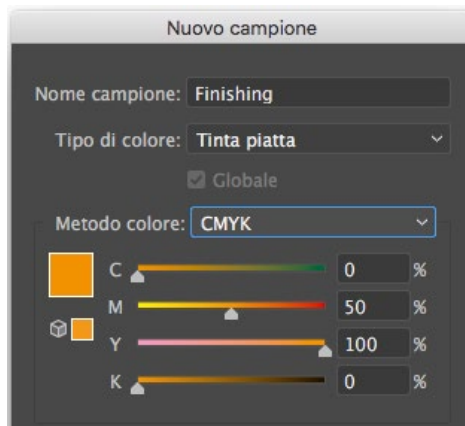 Nuovo campione
Nome campione: Finishing
Tipo di colore: Tinta piatta
Globale
Metodo colore: CMYK
C 0 %
M 50 %
Y 100 %
K 0 %